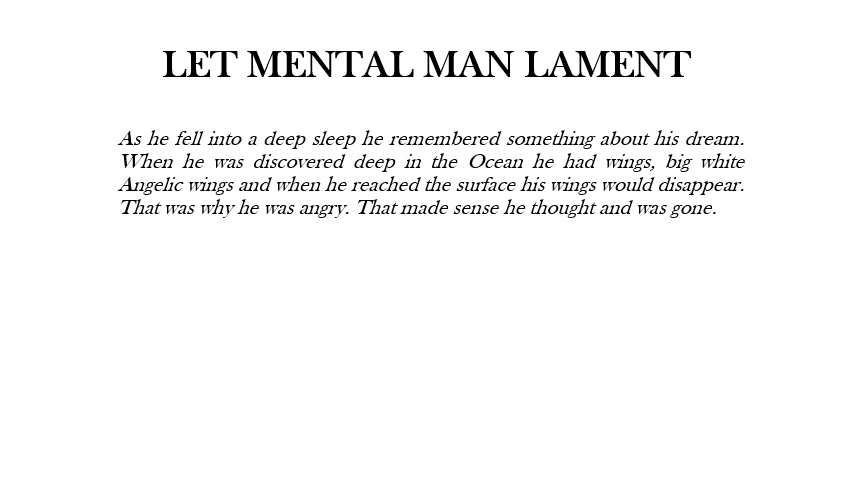 LET MENTAL MAN LAMENT
As he fell into a deep sleep he remembered something about his dream.
When he was discovered deep in the Ocean he had wings, big white
Angelic wings and when he reached the surface his wings would disappear.
That was why he was angry. That made sense he thought and was gone.